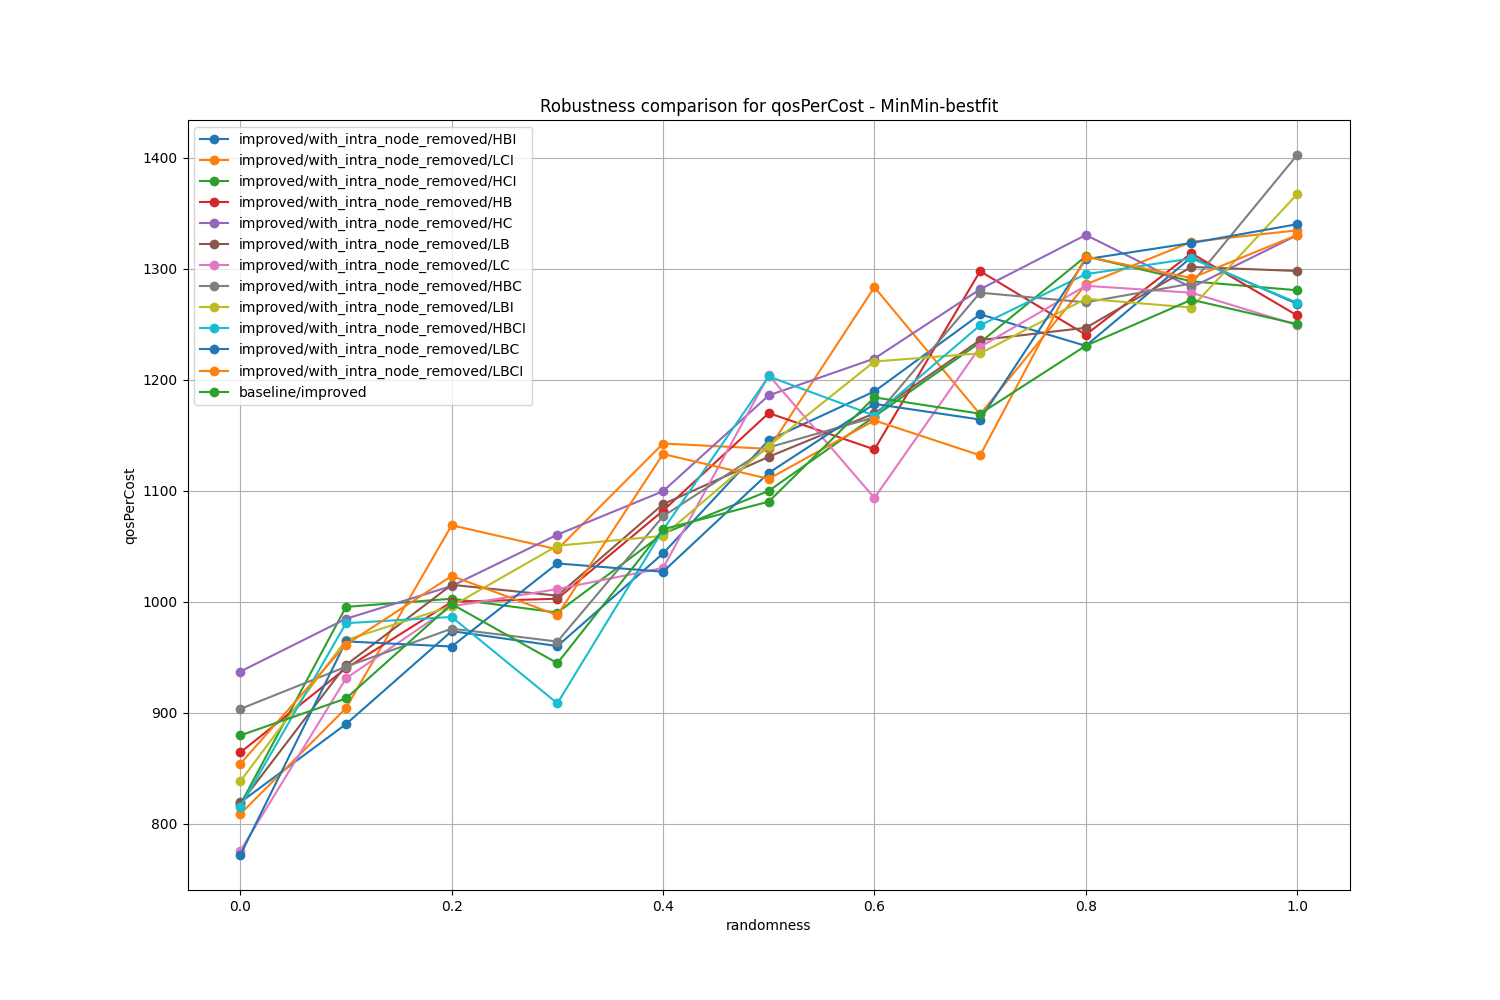 Robustness comparison for qosPerCost - MinMin-bestfit
improved/with_intra_node_removed/HBI
improved/with_intra_node_removed/LCI
improved/with_intra_node_removed/HCI
improved/with_intra_node_removed/HB
improved/with_intra_node_removed/HC
improved/with_intra_node_removed/LB
improved/with_intra_node_removed/LC
improved/with_intra_node_removed/HBC
improved/with_intra_node_removed/LBI
improved/with_intra_node_removed/HBCI
improved/with_intra_node_removed/LBC
improved/with_intra_node_removed/LBCI
baseline/improved
1400
1300
1200
1100
1000
900
800
qosPerCost
0.0 0.2 0.4 0.6 0.8 1.0
randomness